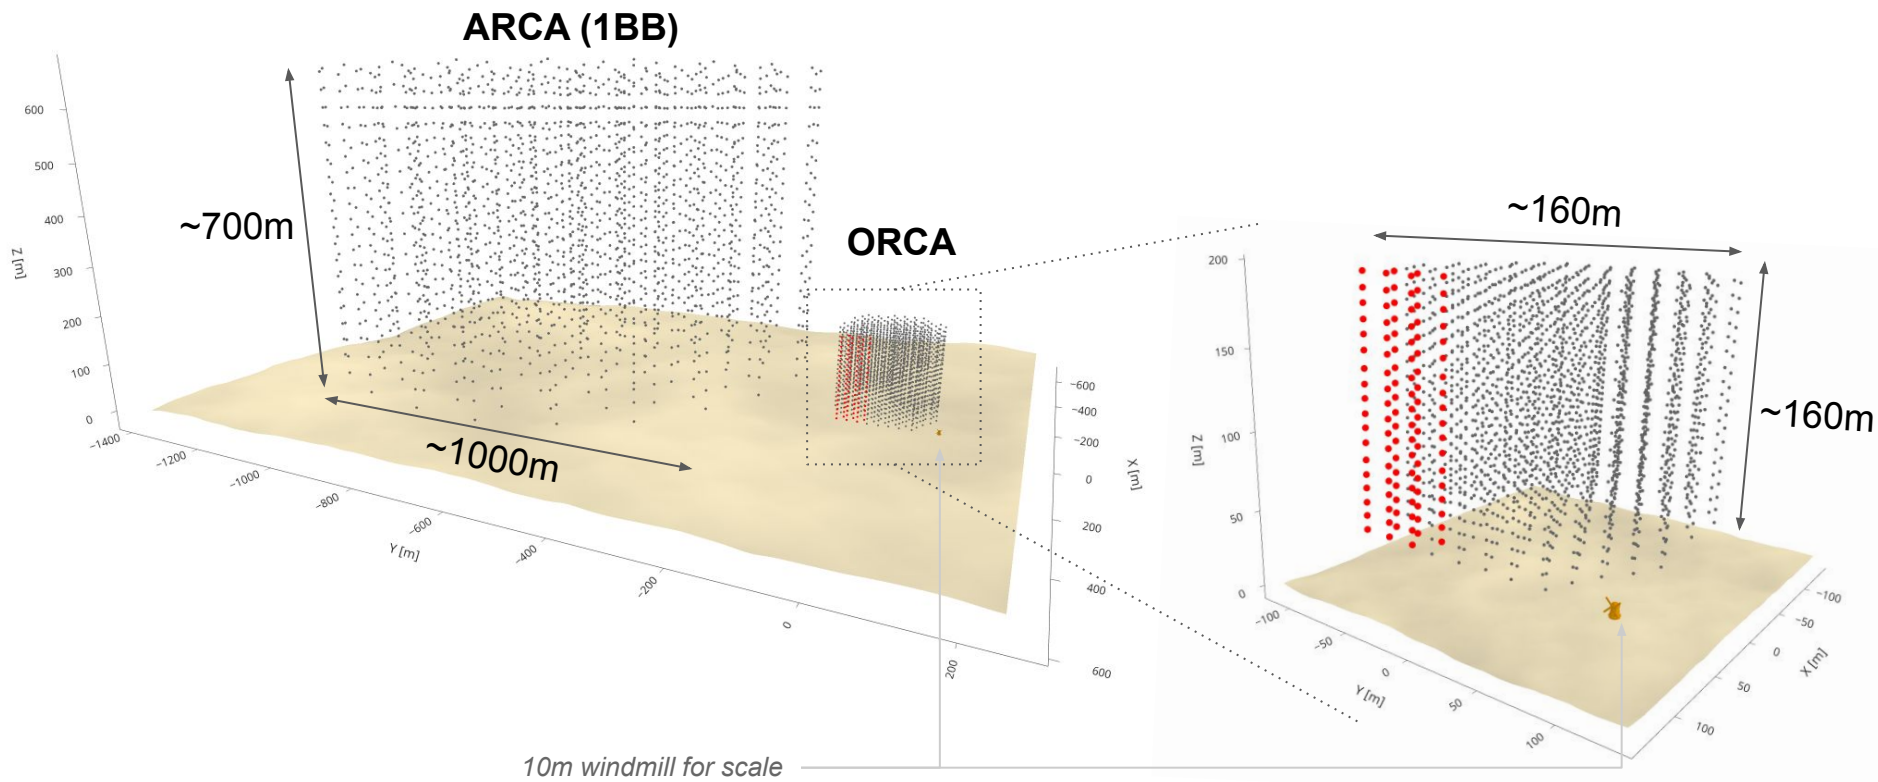 ARCA (1BB)
600
500
400
300
200
100
0
Z [m]
~700m
~1000m
−1400
−1200
−1000
−800
−600
−400
−200
0
200
Y [m]
−600
−400
−200
0
200
400
600
X [m]
ORCA
~160m
~160m
200
150
100
50
0
Z [m]
−100
−50
0
50
100
Y [m]
−100
−50
0
50
100
X [m]
10m windmill for scale